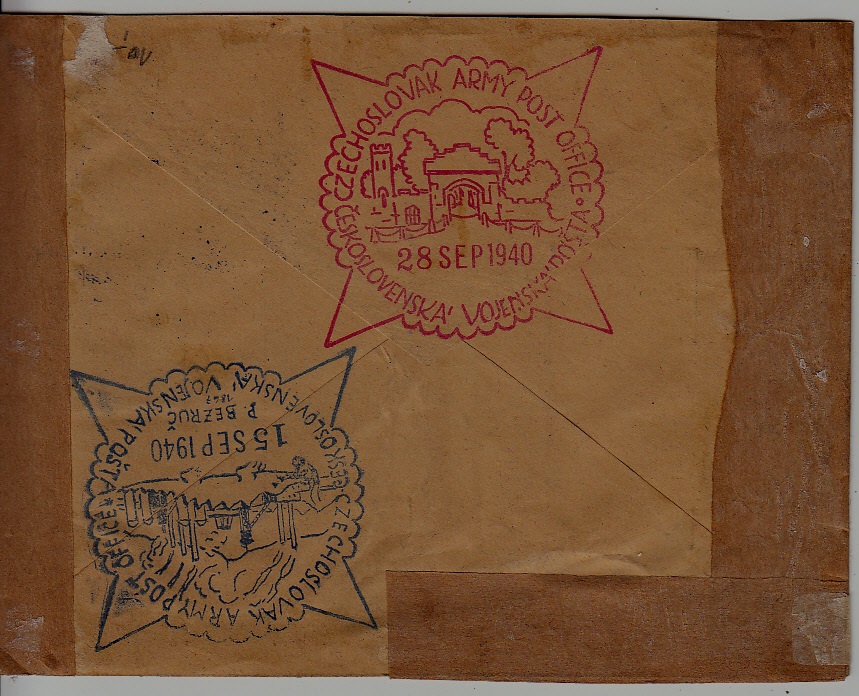 CZECHOSLOVAK ARMY POST OFFICE
28 SEP 1940
ČESKOSLOVENSKÁ VOJENSKÁ POŠTA
ČESKOSLOVENSKÁ VOJENSKÁ POŠTA
1867
P. BEZRUČ
15 SEP 1940
CZECHOSLOVAK ARMY POST OFFICE